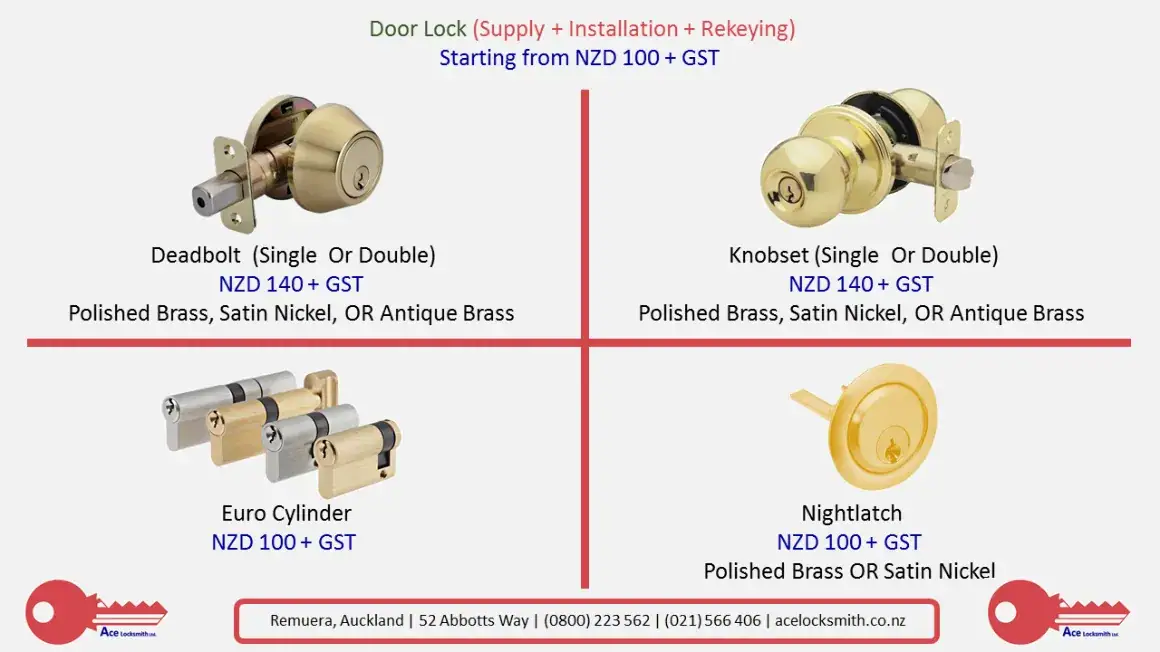 Door Lock (Supply + Installation + Rekeying)
Starting from NZD 100 + GST
Deadbolt (Single Or Double)
NZD 140 + GST
Polished Brass, Satin Nickel, OR Antique Brass
Knobset (Single Or Double)
NZD 140 + GST
Polished Brass, Satin Nickel, OR Antique Brass
Euro Cylinder
NZD 100 + GST
Nightlatch
NZD 100 + GST
Polished Brass OR Satin Nickel
Ace Locksmith Ltd.
Remuera, Auckland | 52 Abbotts Way | (0800) 223 562 | (021) 566 406 | acelocksmith.co.nz
Ace Locksmith Ltd.